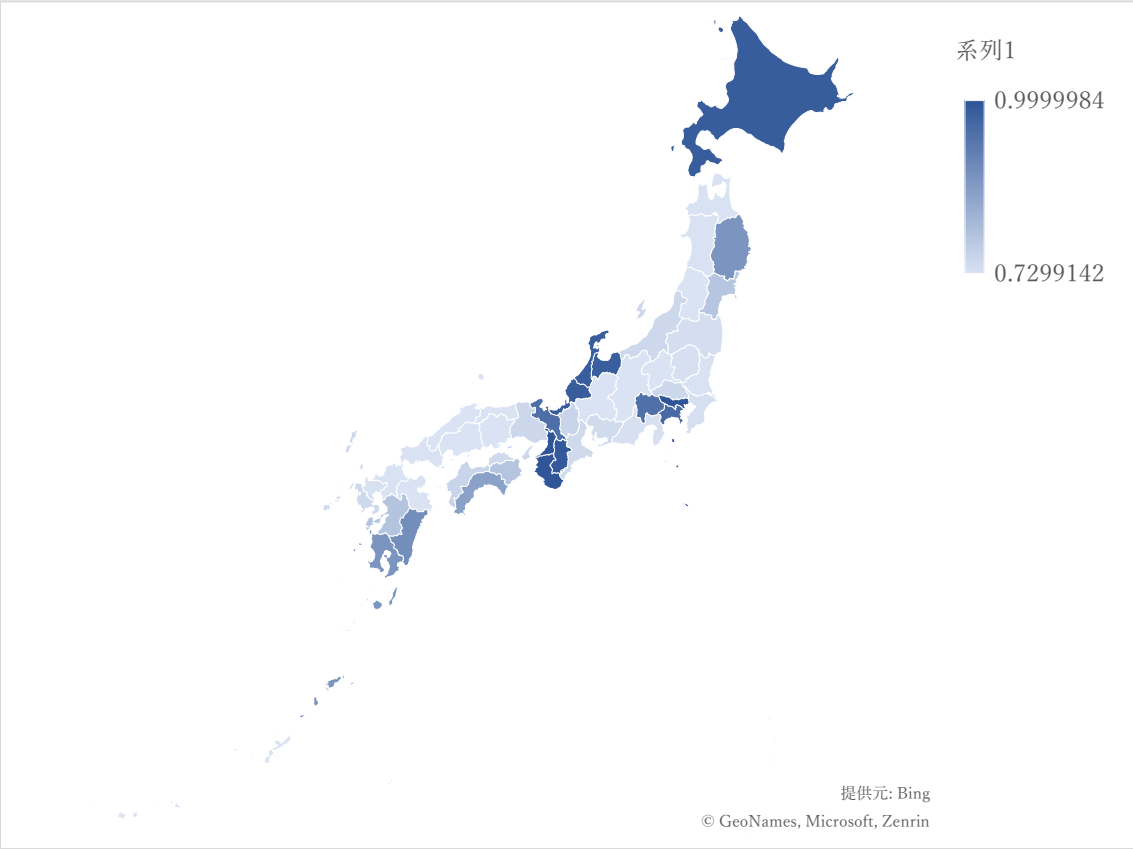 系列1
0.9999984
0.7299142
提供元: Bing
© GeoNames, Microsoft, Zenrin